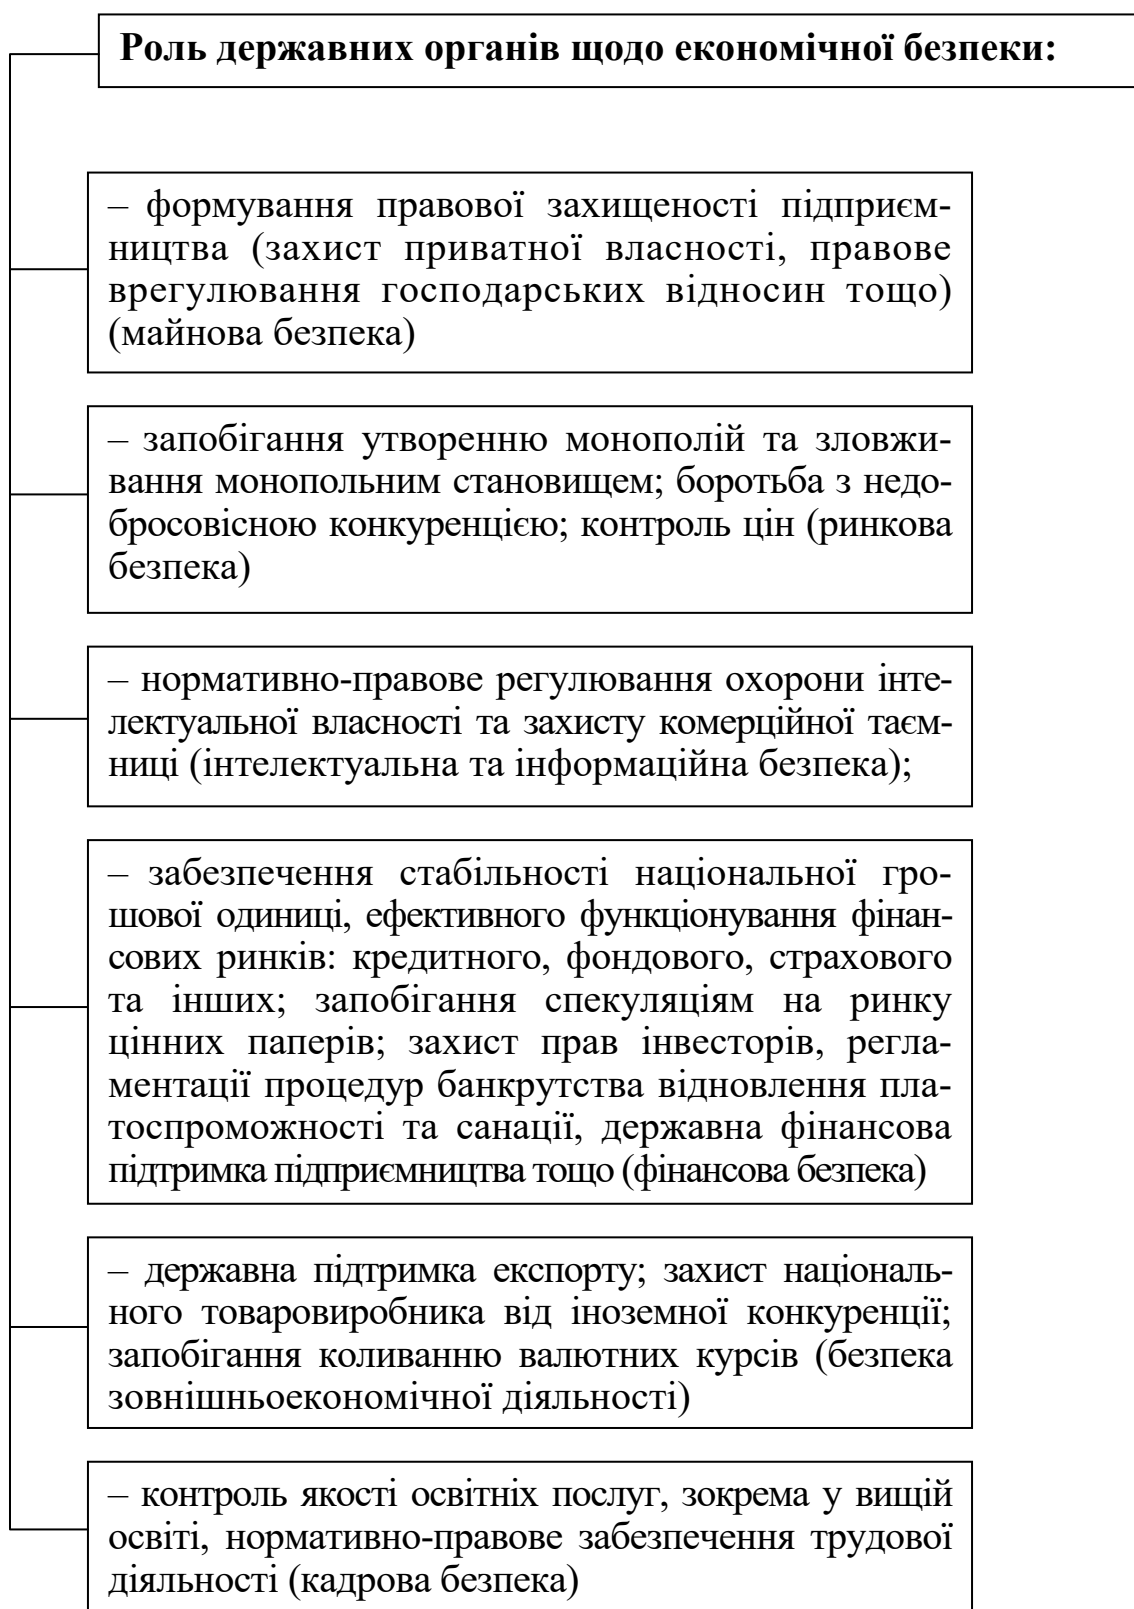 Роль державних органів щодо економічної безпеки:
– формування правової захищеності підприєм-
ництва (захист приватної власності, правове
врегулювання господарських відносин тощо)
(майнова безпека)
– запобігання утворенню монополій та зловжи-
вання монопольним становищем; боротьба з недо-
бросовісною конкуренцією; контроль цін (ринкова
безпека)
– нормативно-правове регулювання охорони інте-
лектуальної власності та захисту комерційної таєм-
ниці (інтелектуальна та інформаційна безпека);
– забезпечення стабільності національної гро-
шової одиниці, ефективного функціонування фінан-
сових ринків: кредитного, фондового, страхового
та інших; запобігання спекуляціям на ринку
цінних паперів; захист прав інвесторів, регла-
ментації процедур банкрутства відновлення пла-
тоспроможності та санації, державна фінансова
підтримка підприємництва тощо (фінансова безпека)
– державна підтримка експорту; захист національ-
ного товаровиробника від іноземної конкуренції;
запобігання коливанню валютних курсів (безпека
зовнішньоекономічної діяльності)
– контроль якості освітніх послуг, зокрема у вищій
освіті, нормативно-правове забезпечення трудової
діяльності (кадрова безпека)